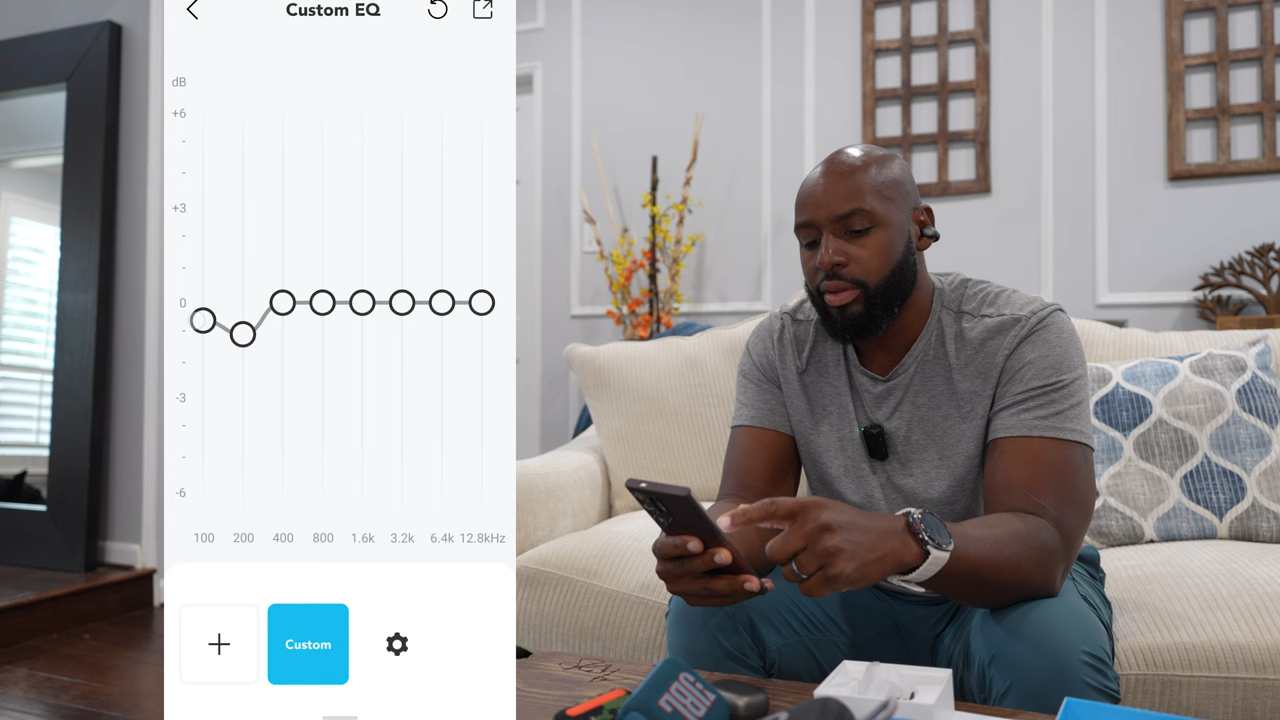 Custom EQ
dB
+6
-
-
+3
-
-
0
-
-
-3
-
-
-6
100 200 400 800 1.6k 3.2k 6.4k 12.8kHz
+ Custom
JBL